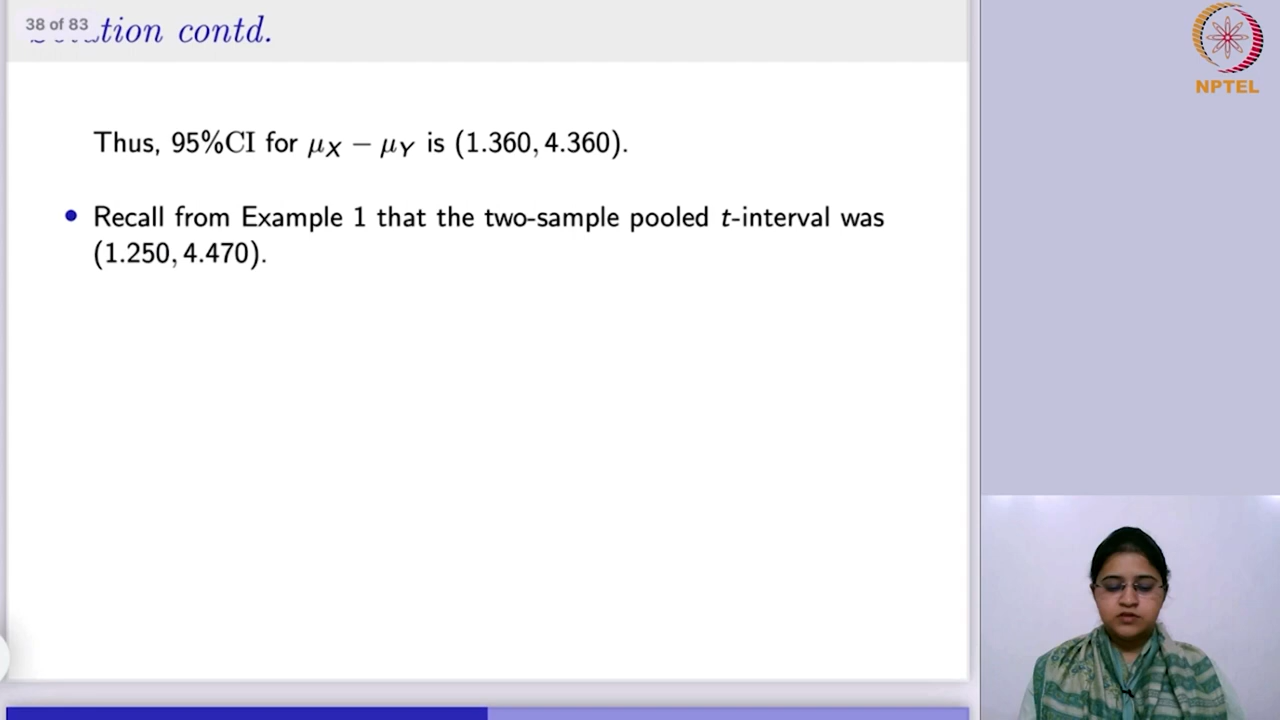 38 of 83
tion contd.
NPTEL
Thus, 95%CI for μX − μY is (1.360, 4.360).
• Recall from Example 1 that the two-sample pooled t-interval was
(1.250, 4.470).